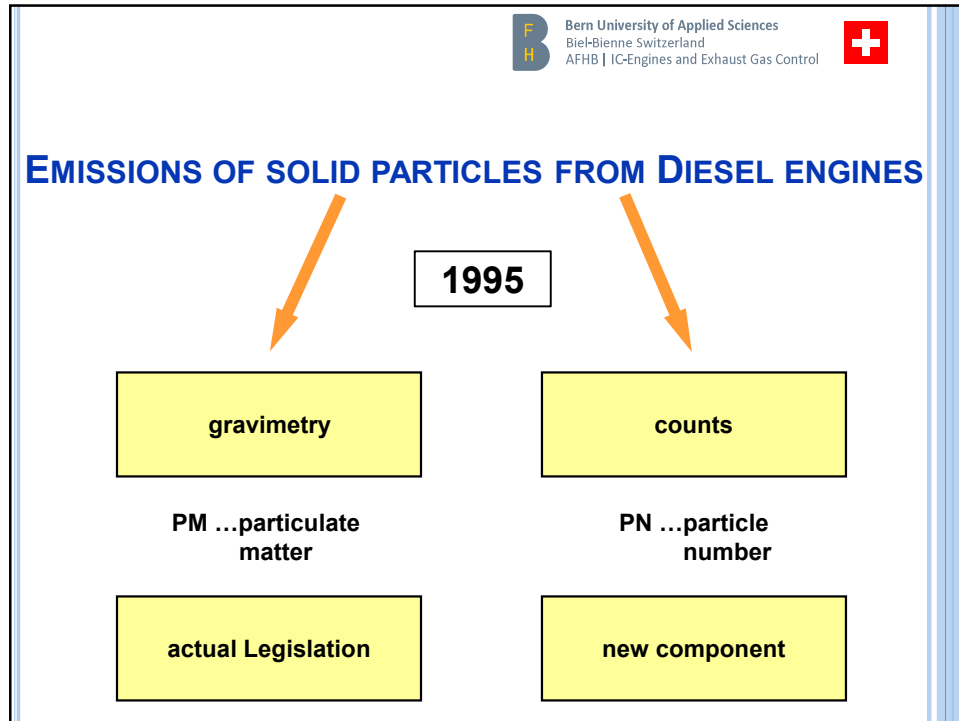 F
H
Bern University of Applied Sciences
Biel-Bienne Switzerland
AFHB | IC-Engines and Exhaust Gas Control
EMISSIONS OF SOLID PARTICLES FROM DIESEL ENGINES
1995
gravimetry
counts
PM ...particulate
matter
PN ...particle
number
actual Legislation
new component